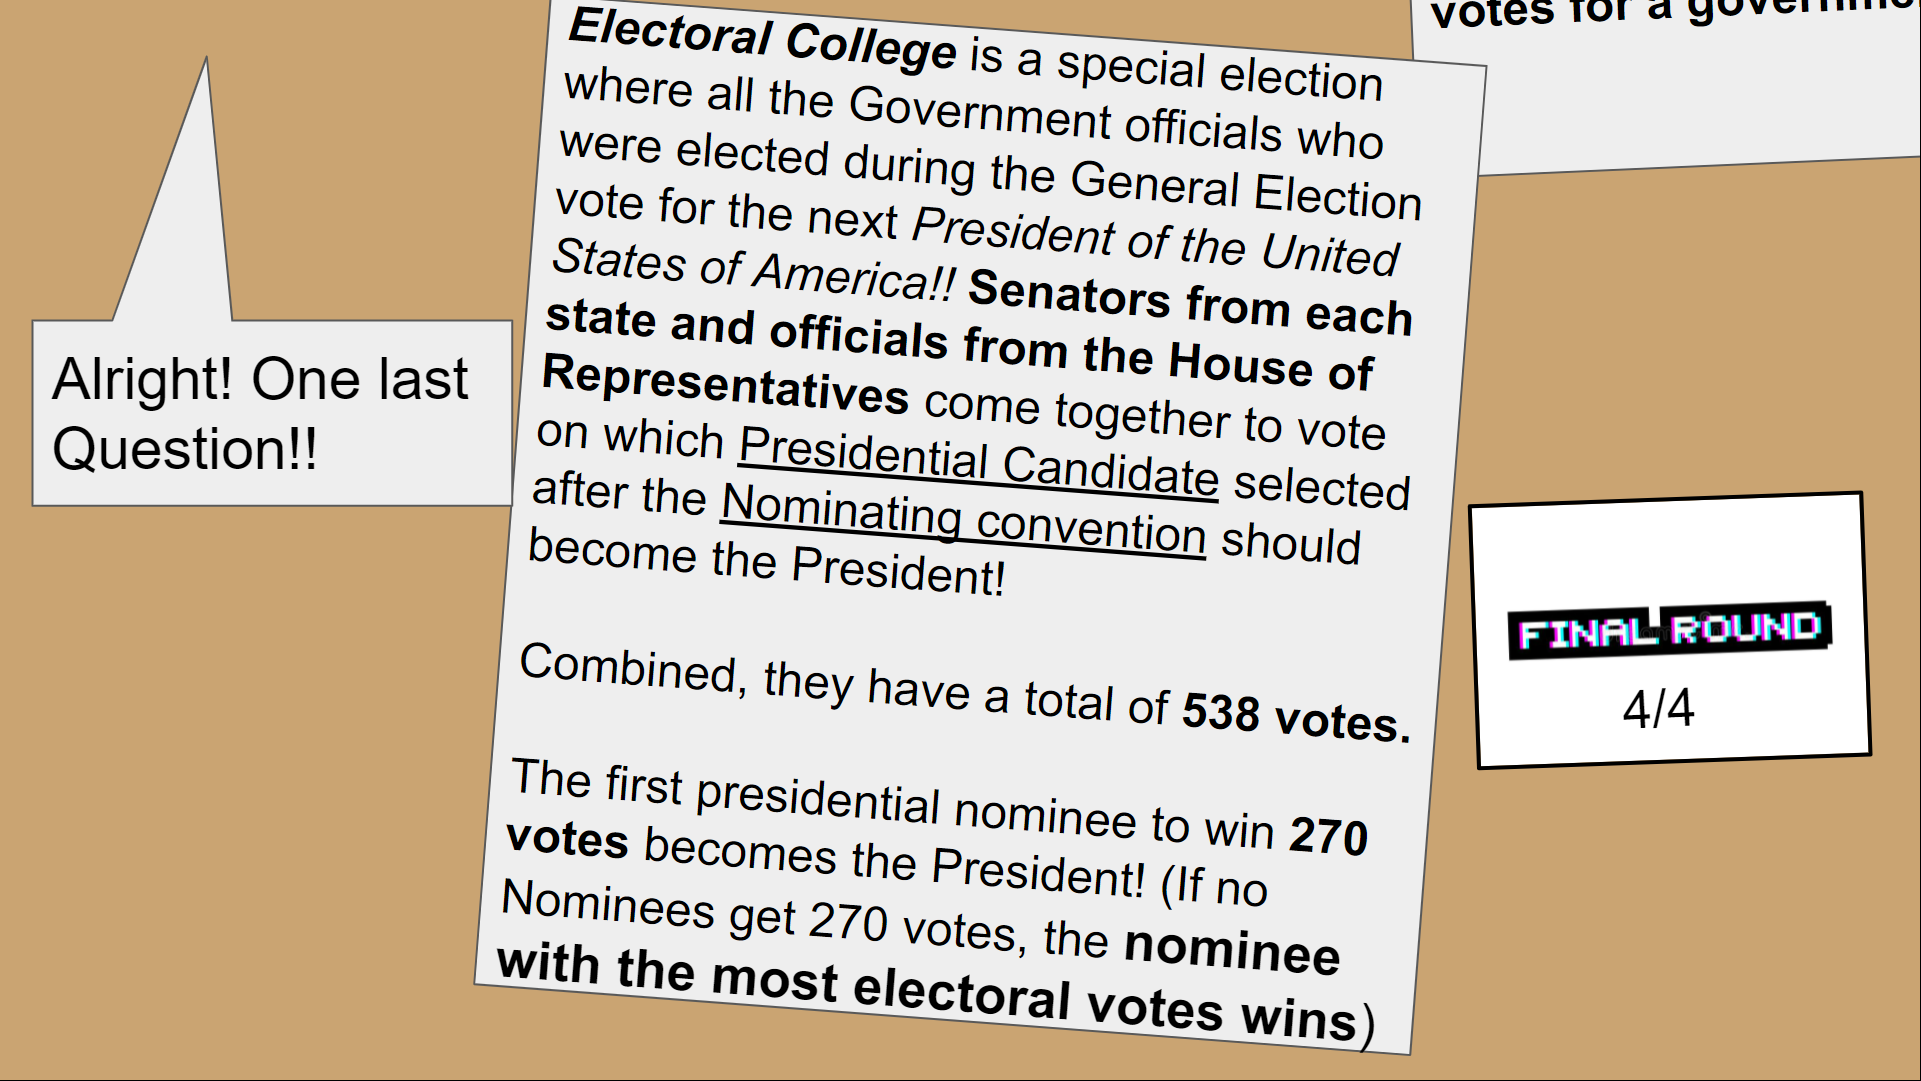 votes for a
Electoral College is a special election
where all the Government officials who
were elected during the General Election
vote for the next President of the United
States of America!! Senators from each
state and officials from the House of
Representatives come together to vote
on which Presidential Candidate selected
after the Nominating convention should
become the President!
Combined, they have a total of 538 votes.
The first presidential nominee to win 270
votes becomes the President! (If no
Nominees get 270 votes, the nominee
with the most electoral votes wins)
Alright! One last
Question!!
FINAL ROUND
4/4